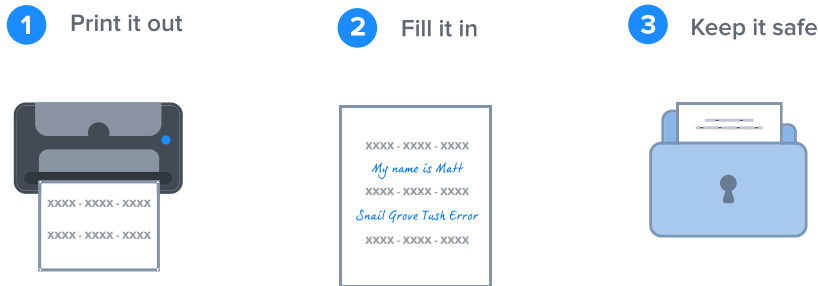 1 Print it out
2 Fill it in
3 Keep it safe
XXXX - XXXX - XXXX
XXXX - XXXX - XXXX
XXXX - XXXX - XXXX
My name is Matt
XXXX - XXXX - XXXX
Snail Grove Tush Error
XXXX - XXXX - XXXX